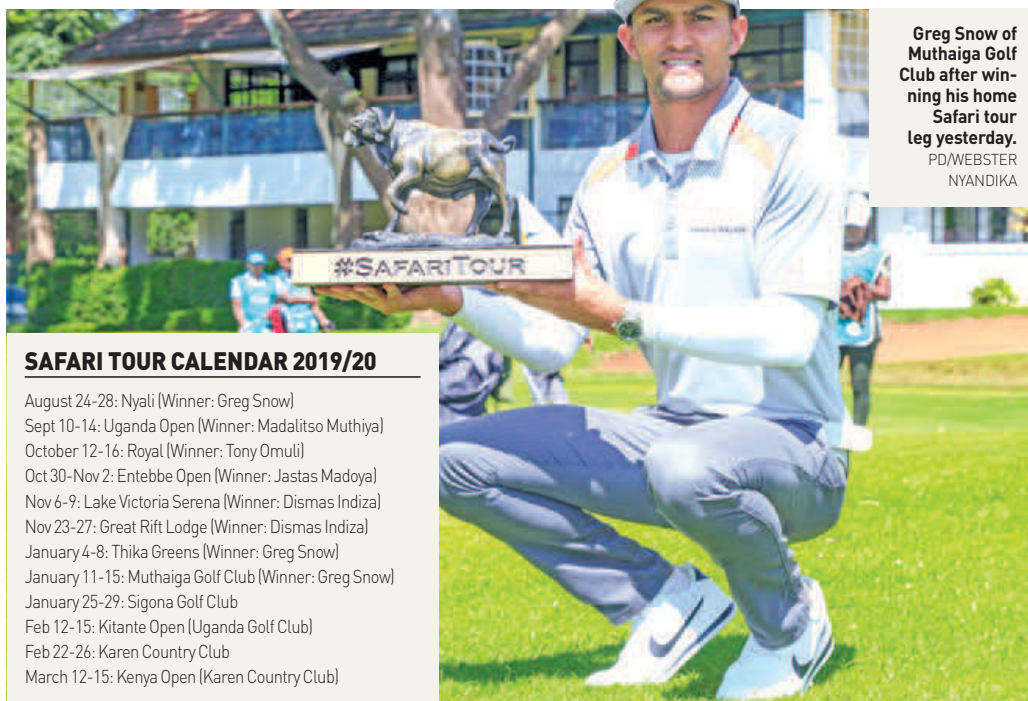 Greg Snow of
Muthaiga Golf
Club after win-
ning his home
Safari tour
leg yesterday.
PD/WEBSTER
NYANDIKA
#SAFARITOUR
SAFARI TOUR CALENDAR 2019/20
August 24-28: Nyali (Winner: Greg Snow)
Sept 10-14: Uganda Open (Winner: Madalitso Muthiya)
October 12-16: Royal (Winner: Tony Omuli)
Oct 30-Nov 2: Entebbe Open (Winner: Jastas Madoya)
Nov 6-9: Lake Victoria Serena (Winner: Dismas Indiza)
Nov 23-27: Great Rift Lodge (Winner: Dismas Indiza)
January 4-8: Thika Greens (Winner: Greg Snow)
January 11-15: Muthaiga Golf Club (Winner: Greg Snow)
January 25-29: Sigona Golf Club
Feb 12-15: Kitante Open (Uganda Golf Club)
Feb 22-26: Karen Country Club
March 12-15: Kenya Open (Karen Country Club)